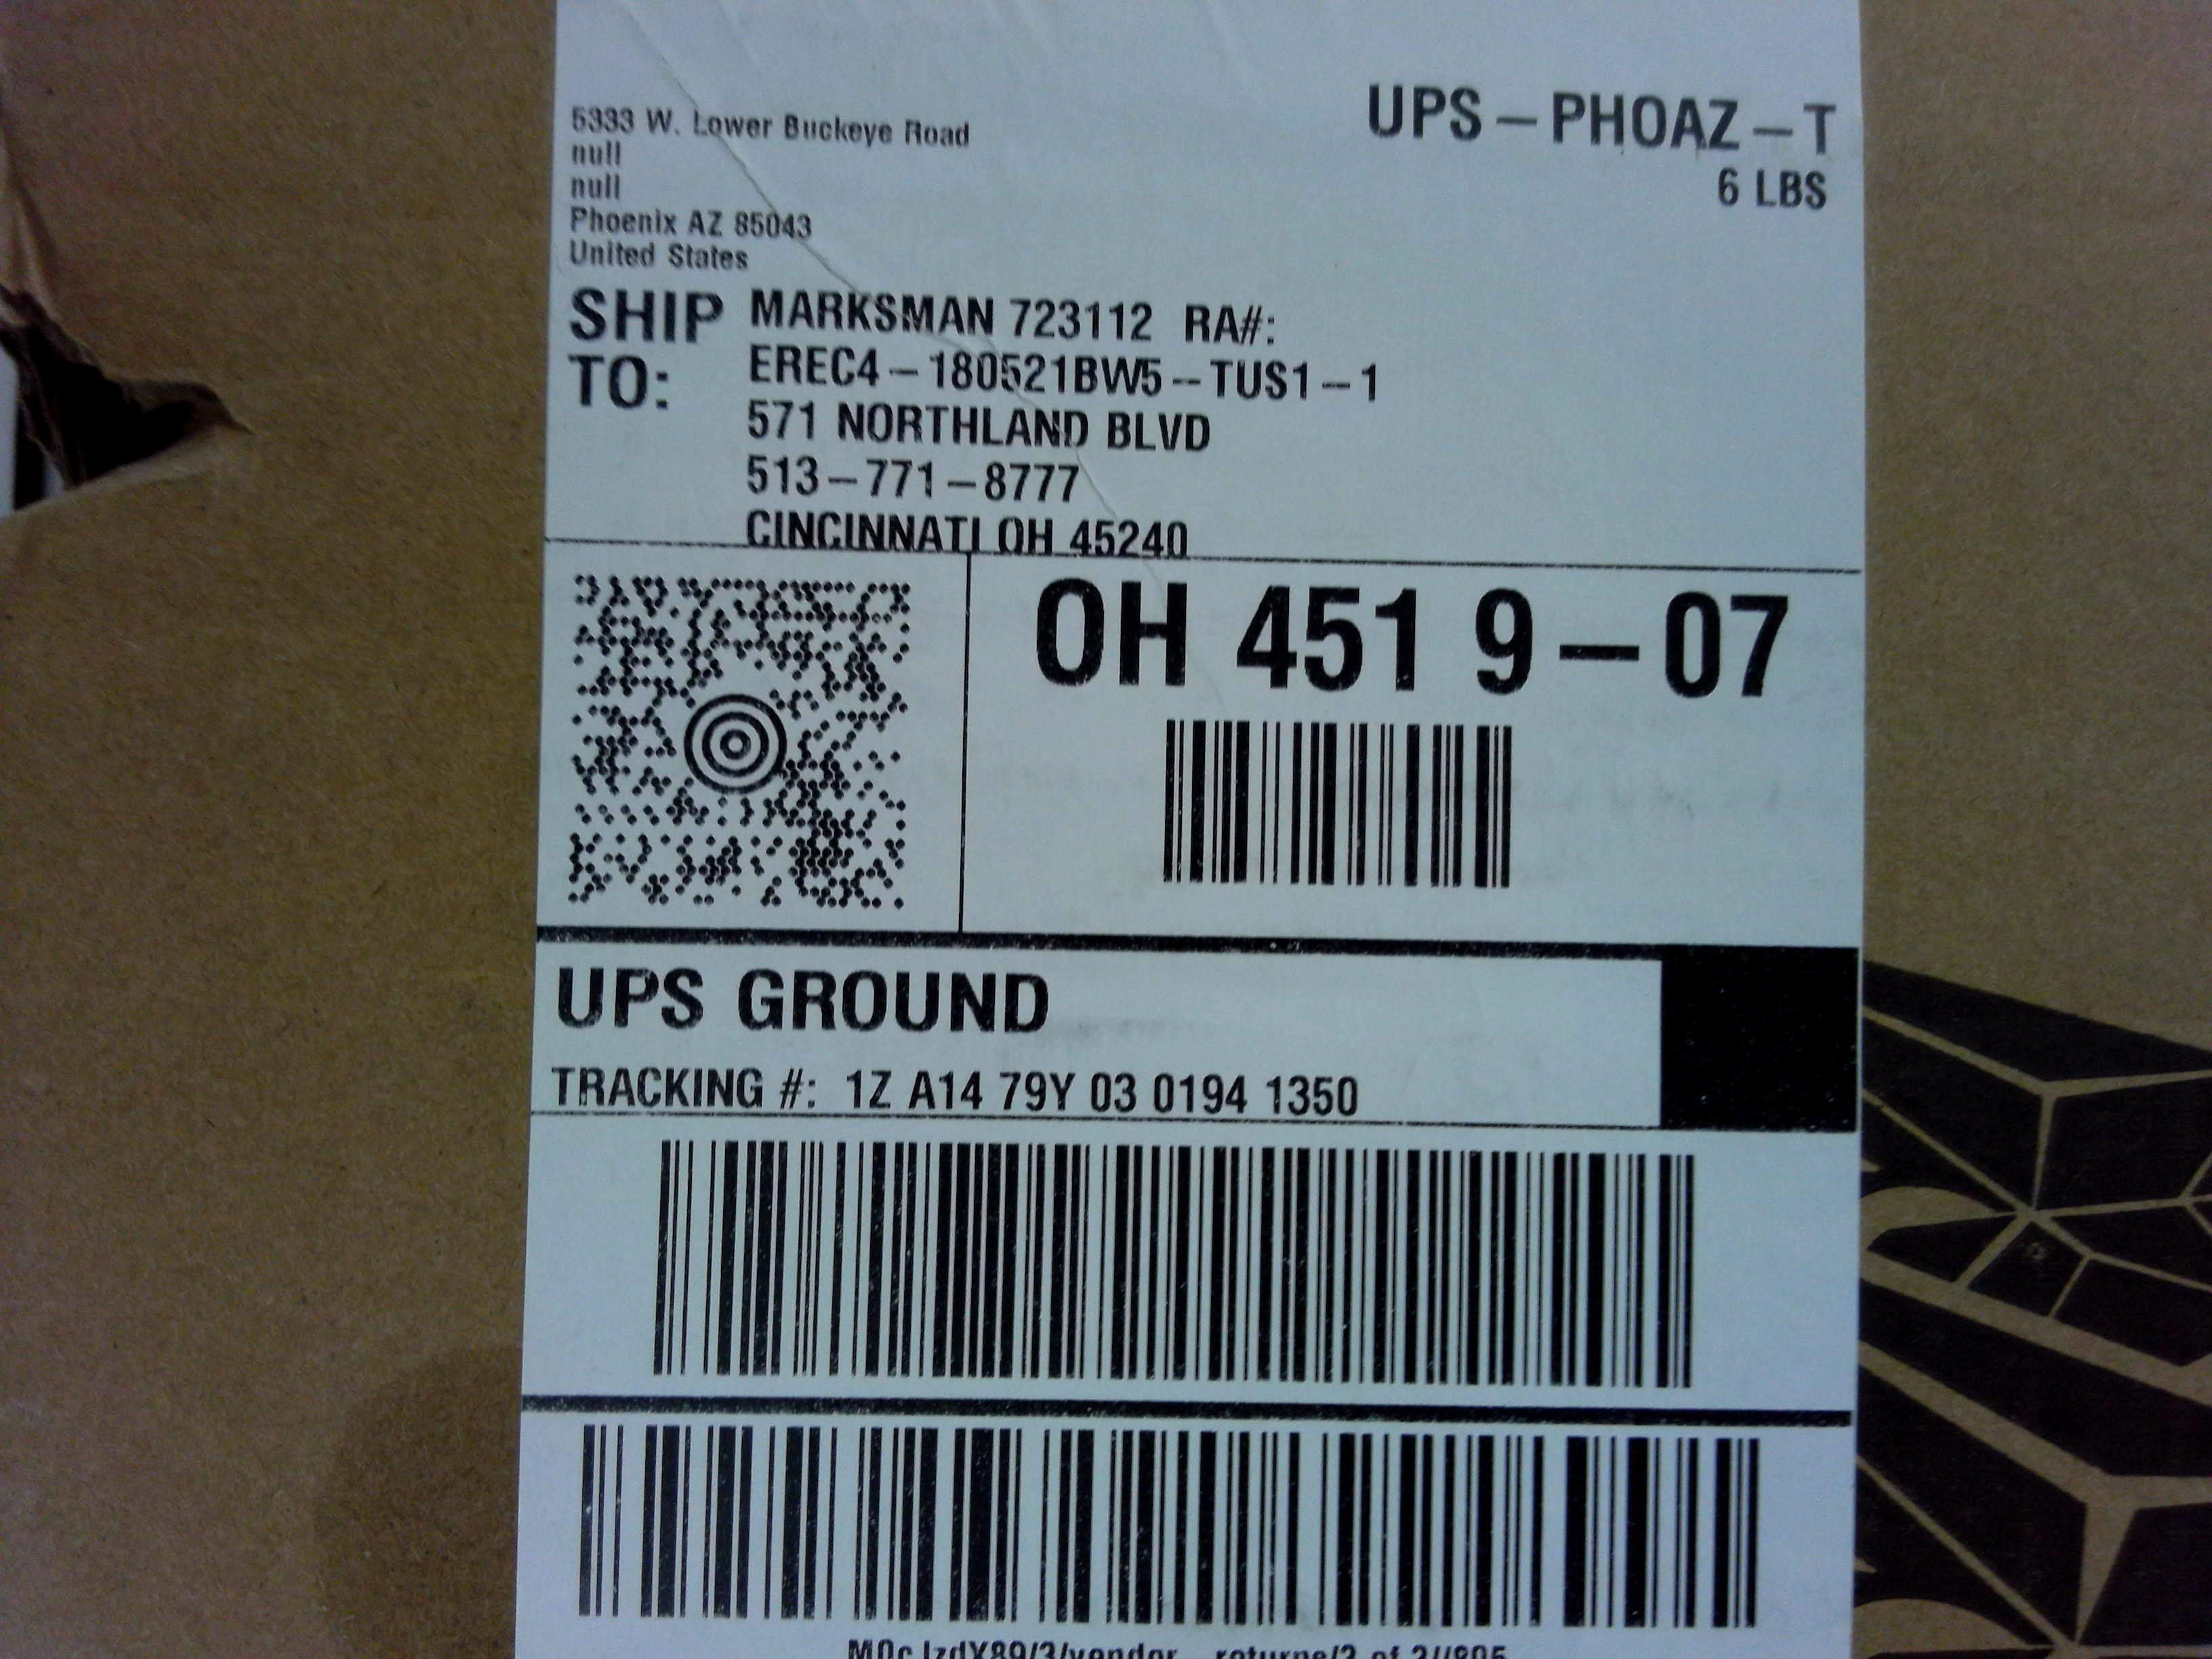 5333 W. Lower Buckeye Road
null
null
Phoenix AZ 85043
United States
UPS – PHOAZ – T
6 LBS
SHIP TO:
MARKSMAN 723112 RA#:
EREC4 – 180521BW5 -- TUS1 – 1
571 NORTHLAND BLVD
513 – 771 – 8777
CINCINNATI OH 45240
OH 451 9 – 07
UPS GROUND
TRACKING #: 1Z A14 79Y 03 0194 1350